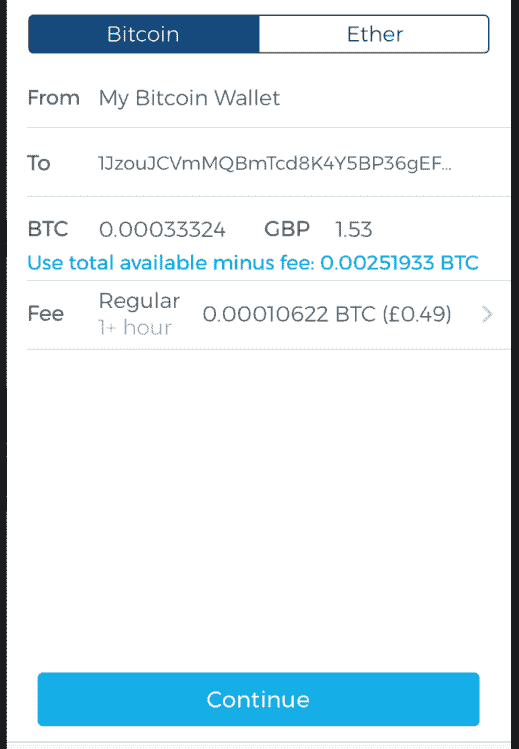 Bitcoin Ether
From My Bitcoin Wallet
To 1JzouJCVmMQBmTcd8K4Y5BP36gEF...
BTC 0.00033324 GBP 1.53
Use total available minus fee: 0.00251933 BTC
Fee Regular 0.00010622 BTC (£0.49)
1+ hour
Continue